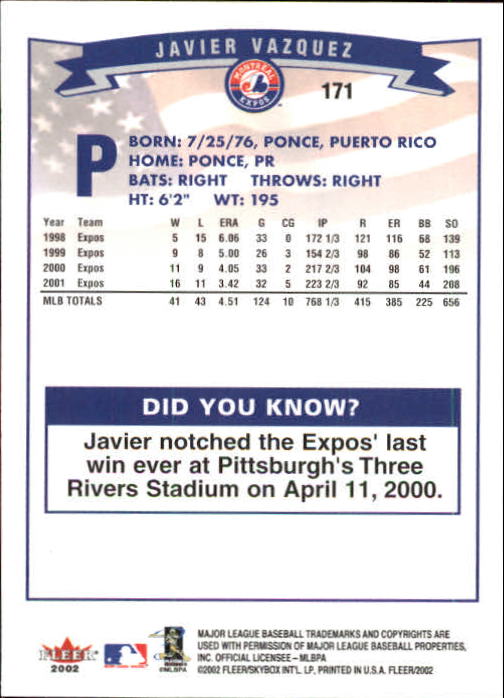 JAVIER VAZQUEZ
MONTREAL
EXPOS
TM
171
P
BORN: 7/25/76, PONCE, PUERTO RICO
HOME: PONCE, PR
BATS: RIGHT THROWS: RIGHT
HT: 6'2" WT: 195
Year Team W L ERA G CG IP R ER BB SO
1998 Expos 5 15 6.06 33 0 172 1/3 121 116 68 139
1999 Expos 9 8 5.00 26 3 154 2/3 98 86 52 113
2000 Expos 11 9 4.05 33 2 217 2/3 104 98 61 196
2001 Expos 16 11 3.42 32 5 223 2/3 92 85 44 208
MLB TOTALS 41 43 4.51 124 10 768 1/3 415 385 225 656
DID YOU KNOW?
Javier notched the Expos' last
win ever at Pittsburgh's Three
Rivers Stadium on April 11, 2000.
FLEER
2002
©MLBPA
MAJOR LEAGUE BASEBALL TRADEMARKS AND COPYRIGHTS ARE
USED WITH PERMISSION OF MAJOR LEAGUE BASEBALL PROPERTIES,
INC. OFFICIAL LICENSEE – MLBPA
©2002 FLEER/SKYBOX INT'L. LP, PRINTED IN U.S.A. FLEER/2002